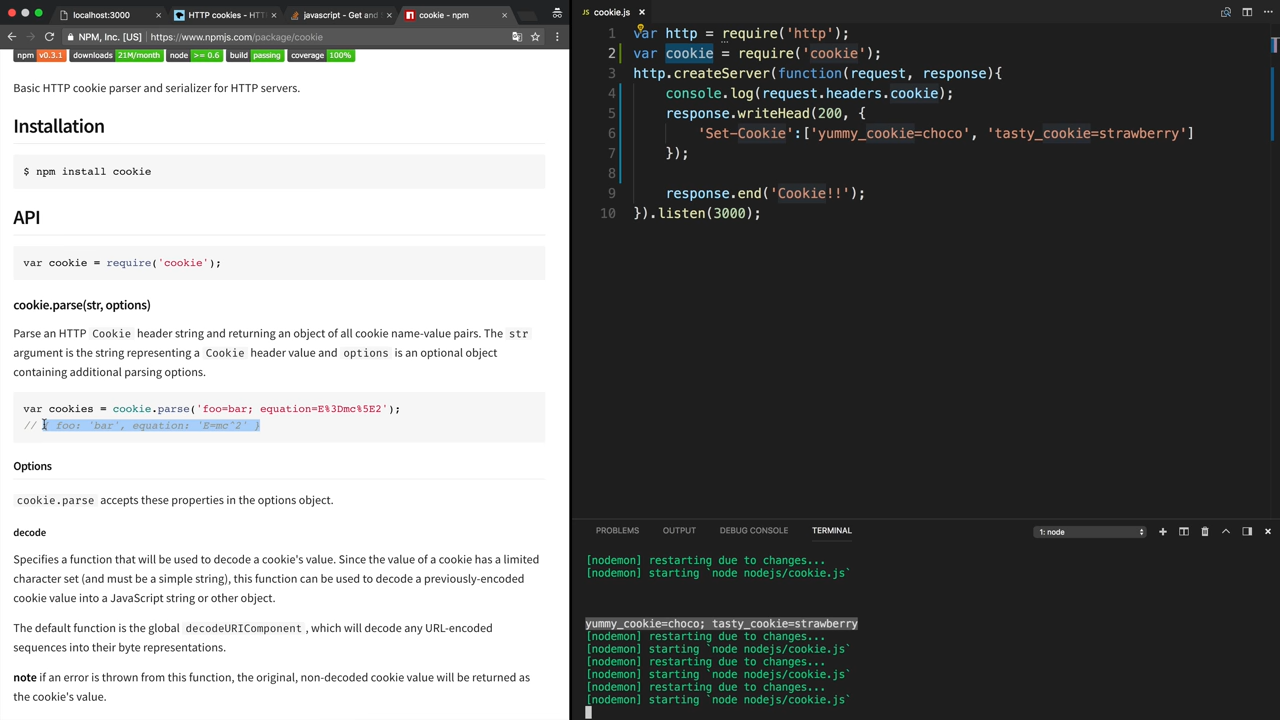 localhost:3000
HTTP cookies - HTT
javascript - Get and
cookie - npm
NPM, Inc. [US]
https://www.npmjs.com/package/cookie
npm v0.3.1 downloads 21M/month node >= 0.6 build passing coverage 100%
Basic HTTP cookie parser and serializer for HTTP servers.
Installation
$ npm install cookie
API
var cookie = require('cookie');
cookie.parse(str, options)
Parse an HTTP Cookie header string and returning an object of all cookie name-value pairs. The str
argument is the string representing a Cookie header value and options is an optional object
containing additional parsing options.
var cookies = cookie.parse('foo=bar; equation=E%3Dmc%5E2');
// { foo: 'bar', equation: 'E=mc^2' }
Options
cookie.parse accepts these properties in the options object.
decode
Specifies a function that will be used to decode a cookie's value. Since the value of a cookie has a limited
character set (and must be a simple string), this function can be used to decode a previously-encoded
cookie value into a JavaScript string or other object.
The default function is the global decodeURIComponent, which will decode any URL-encoded
sequences into their byte representations.
note if an error is thrown from this function, the original, non-decoded cookie value will be returned as
the cookie's value.
JS cookie.js
1 var http = require('http');
2 var cookie = require('cookie');
3 http.createServer(function(request, response){
4 console.log(request.headers.cookie);
5 response.writeHead(200, {
6 'Set-Cookie':['yummy_cookie=choco', 'tasty_cookie=strawberry']
7 });
8
9 response.end('Cookie!!');
10 }).listen(3000);
PROBLEMS OUTPUT DEBUG CONSOLE TERMINAL
1: node
[nodemon] restarting due to changes...
[nodemon] starting `node nodejs/cookie.js`
yummy_cookie=choco; tasty_cookie=strawberry
[nodemon] restarting due to changes...
[nodemon] starting `node nodejs/cookie.js`
[nodemon] restarting due to changes...
[nodemon] starting `node nodejs/cookie.js`
[nodemon] restarting due to changes...
[nodemon] starting `node nodejs/cookie.js`